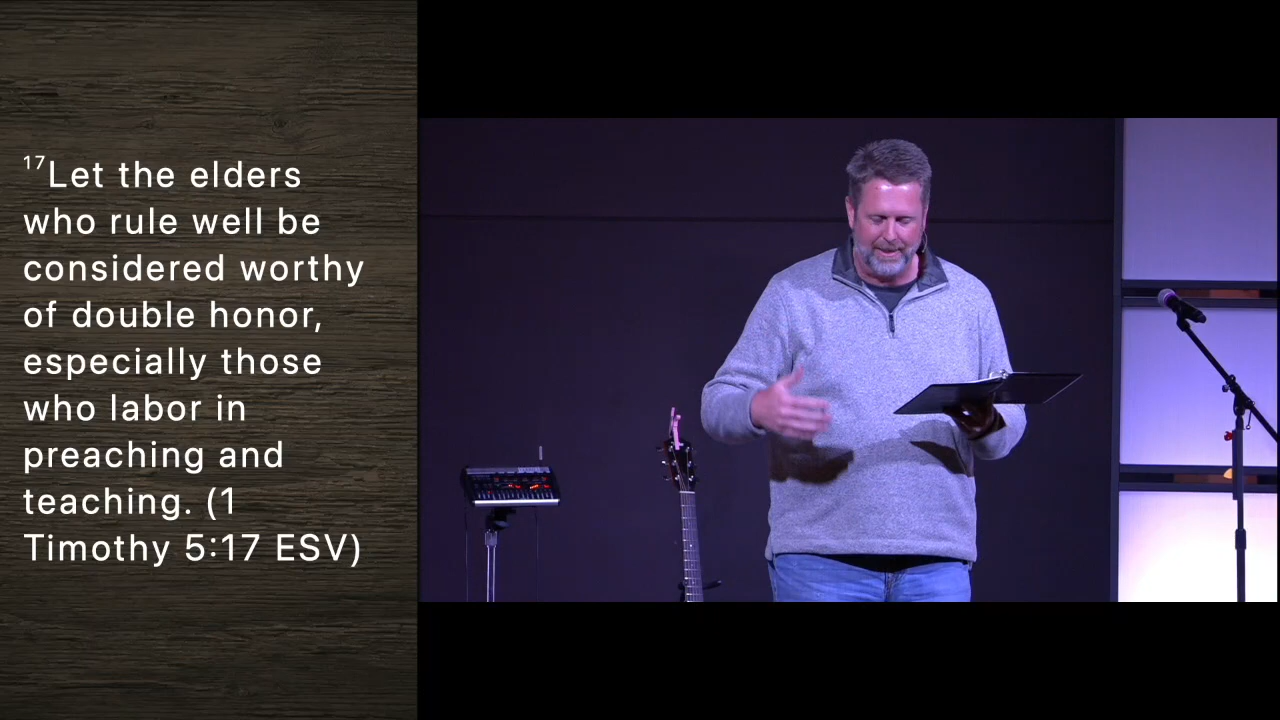 ¹⁷Let the elders
who rule well be
considered worthy
of double honor,
especially those
who labor in
preaching and
teaching. (1
Timothy 5:17 ESV)